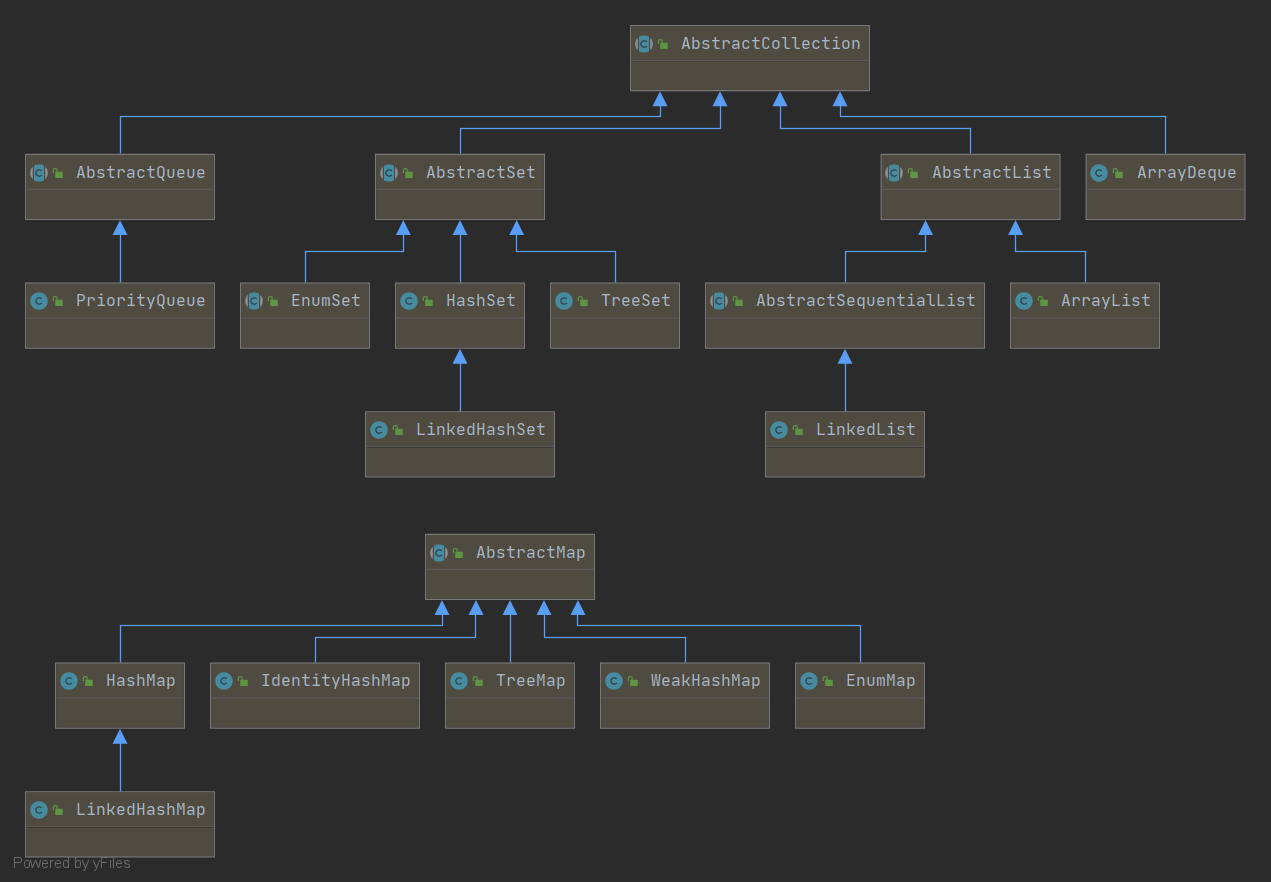 AbstractCollection
AbstractQueue
AbstractSet
AbstractList
ArrayDeque
PriorityQueue
EnumSet
HashSet
TreeSet
AbstractSequentialList
ArrayList
LinkedHashSet
LinkedList
AbstractMap
HashMap
IdentityHashMap
TreeMap
WeakHashMap
EnumMap
LinkedHashMap
Powered by yFiles